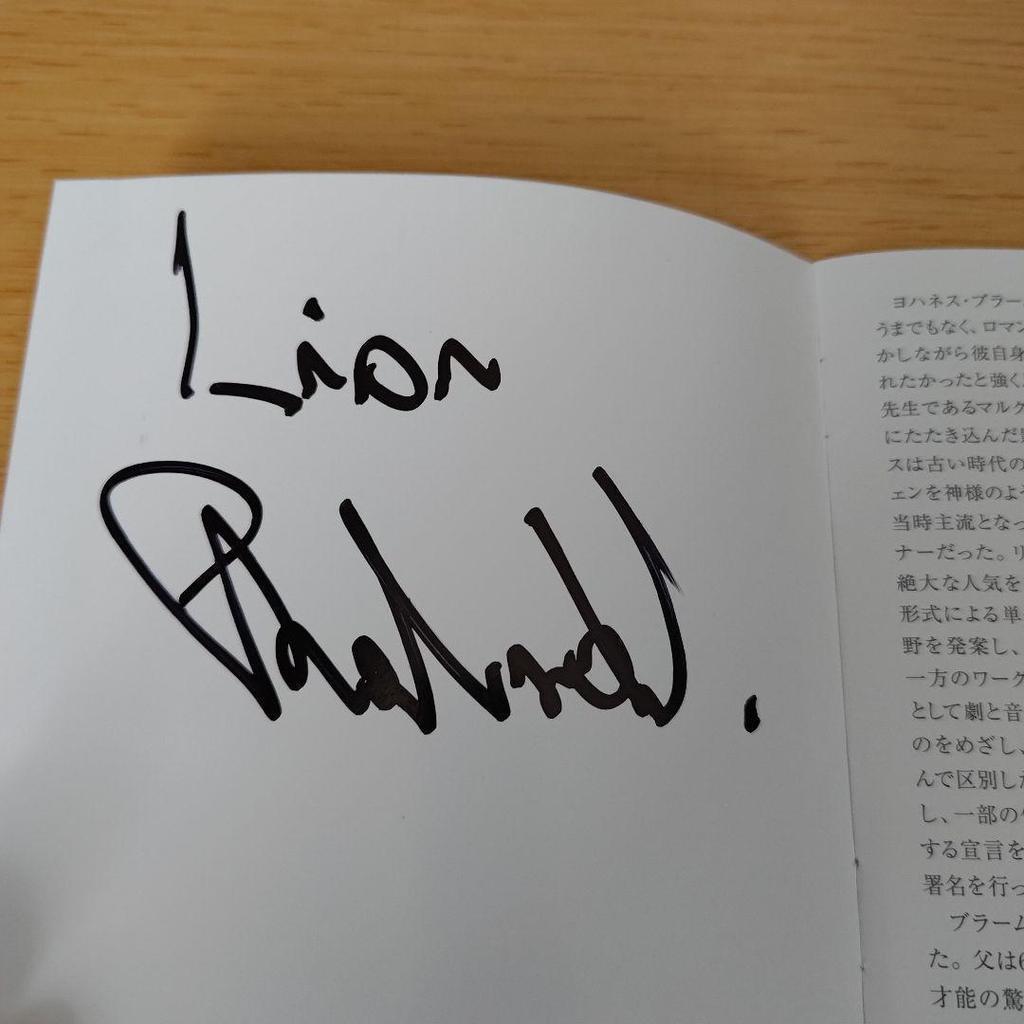 Lion
ヨハネス・ブラー
うまでもなく、ロマン
かしながら彼自身
れたかったと強く
先生であるマルク
にたたき込んだ
スは古い時代の
ェンを神様のよう
当時主流となっ
ナーだった。リ
絶大な人気を
形式による単
野を発案し、
一方のワーグ
として劇と音
のをめざし、
んで区別した
し、一部の
する宣言を
署名を行っ
ブラーム
た。父は6
才能の驚